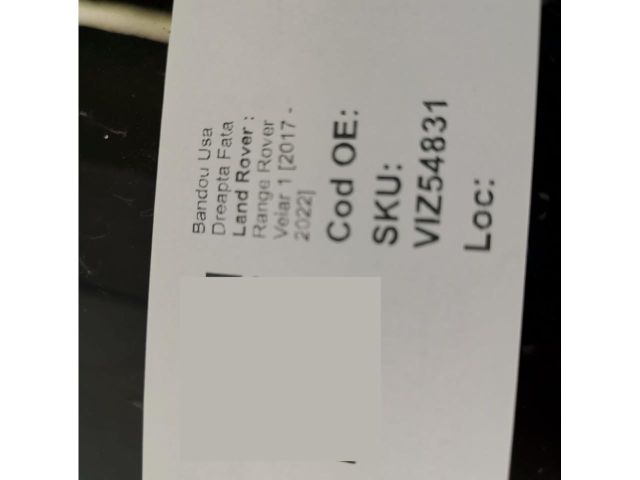 Bandou Usa
Dreapta Fata
Land Rover :
Range Rover
Velar 1 [2017 -
2022]
Cod OE:
SKU:
VIZ54831
Loc: